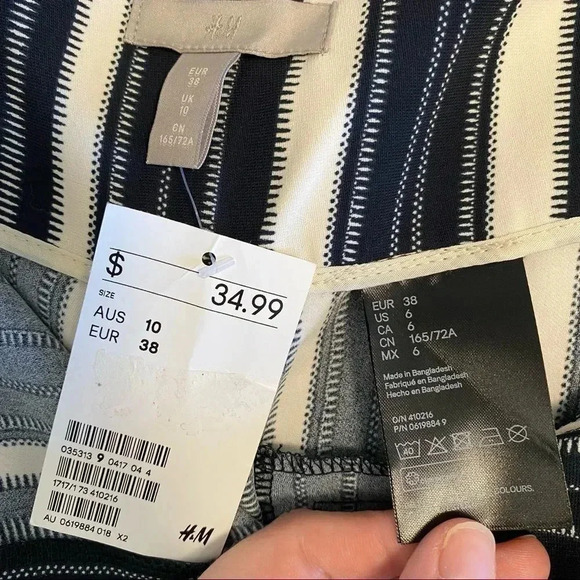 H&M
EUR
38
UK
10
CN
165/72A
$ 34.99
SIZE
AUS 10
EUR 38
035313 9 0417 04 4
1717/1 73 410216
AU 0619884 018 X2
H&M
EUR 38
US 6
CA 6
CN 165/72A
MX 6
Made in Bangladesh
Fabriqué en Bangladesh
Hecho en Bangladesh
O/N 410216
P/N 0619884 9
40
COLOURS.